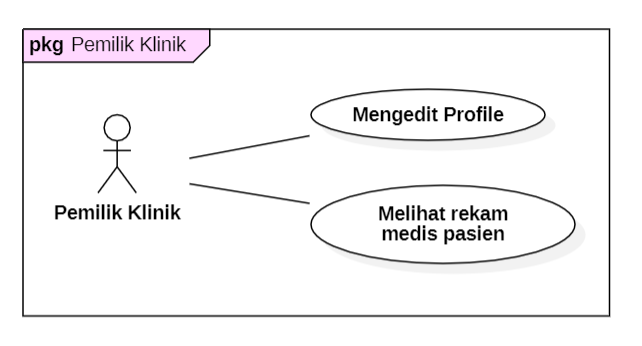 pkg Pemilik Klinik
Mengedit Profile
Pemilik Klinik
Melihat rekam
medis pasien